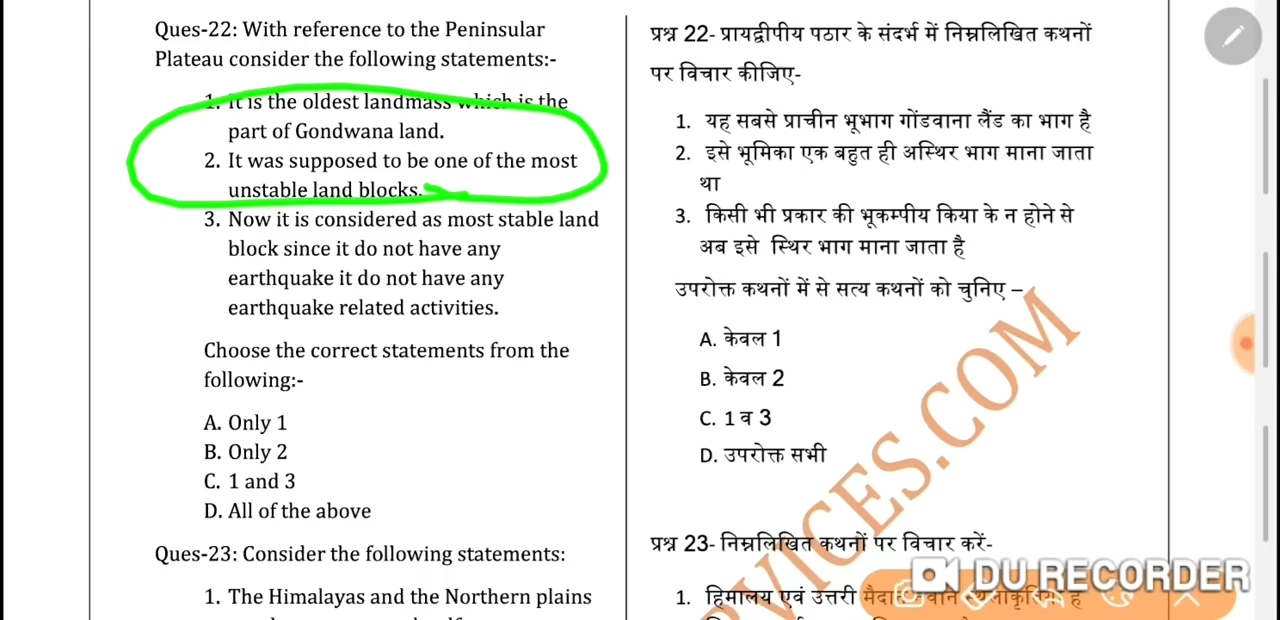 Ques-22: With reference to the Peninsular
Plateau consider the following statements:-
1. It is the oldest landmass which is the
part of Gondwana land.
2. It was supposed to be one of the most
unstable land blocks.
3. Now it is considered as most stable land
block since it do not have any
earthquake it do not have any
earthquake related activities.
Choose the correct statements from the
following:-
A. Only 1
B. Only 2
C. 1 and 3
D. All of the above
Ques-23: Consider the following statements:
1. The Himalayas and the Northern plains
प्रश्न 22- प्रायद्वीपीय पठार के संदर्भ में निम्नलिखित कथनों
पर विचार कीजिए-
1. यह सबसे प्राचीन भूभाग गोंडवाना लैंड का भाग है
2. इसे भूमिका एक बहुत ही अस्थिर भाग माना जाता
था
3. किसी भी प्रकार की भूकम्पीय किया के न होने से
अब इसे स्थिर भाग माना जाता है
उपरोक्त कथनों में से सत्य कथनों को चुनिए –
A. केवल 1
B. केवल 2
C. 1 व 3
D. उपरोक्त सभी
प्रश्न 23- निम्नलिखित कथनों पर विचार करें-
1. हिमालय एवं उत्तरी
VICES.COM
DU RECORDER